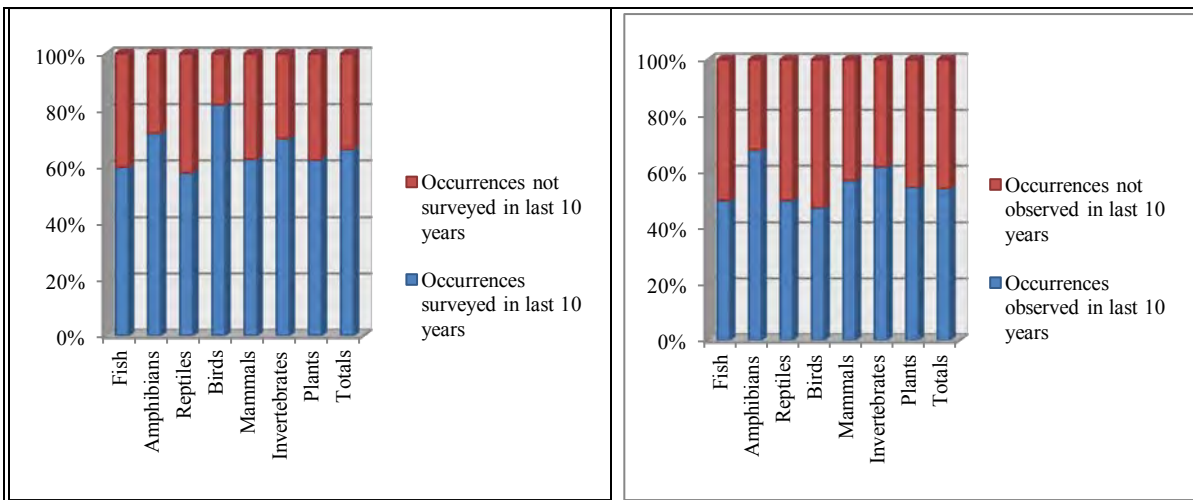 100%
80%
60%
40%
20%
0%
Fish
Amphibians
Reptiles
Birds
Mammals
Invertebrates
Plants
Totals
Occurrences not
surveyed in last 10
years
Occurrences
surveyed in last 10
years
100%
80%
60%
40%
20%
0%
Fish
Amphibians
Reptiles
Birds
Mammals
Invertebrates
Plants
Totals
Occurrences not
observed in last 10
years
Occurrences
observed in last 10
years